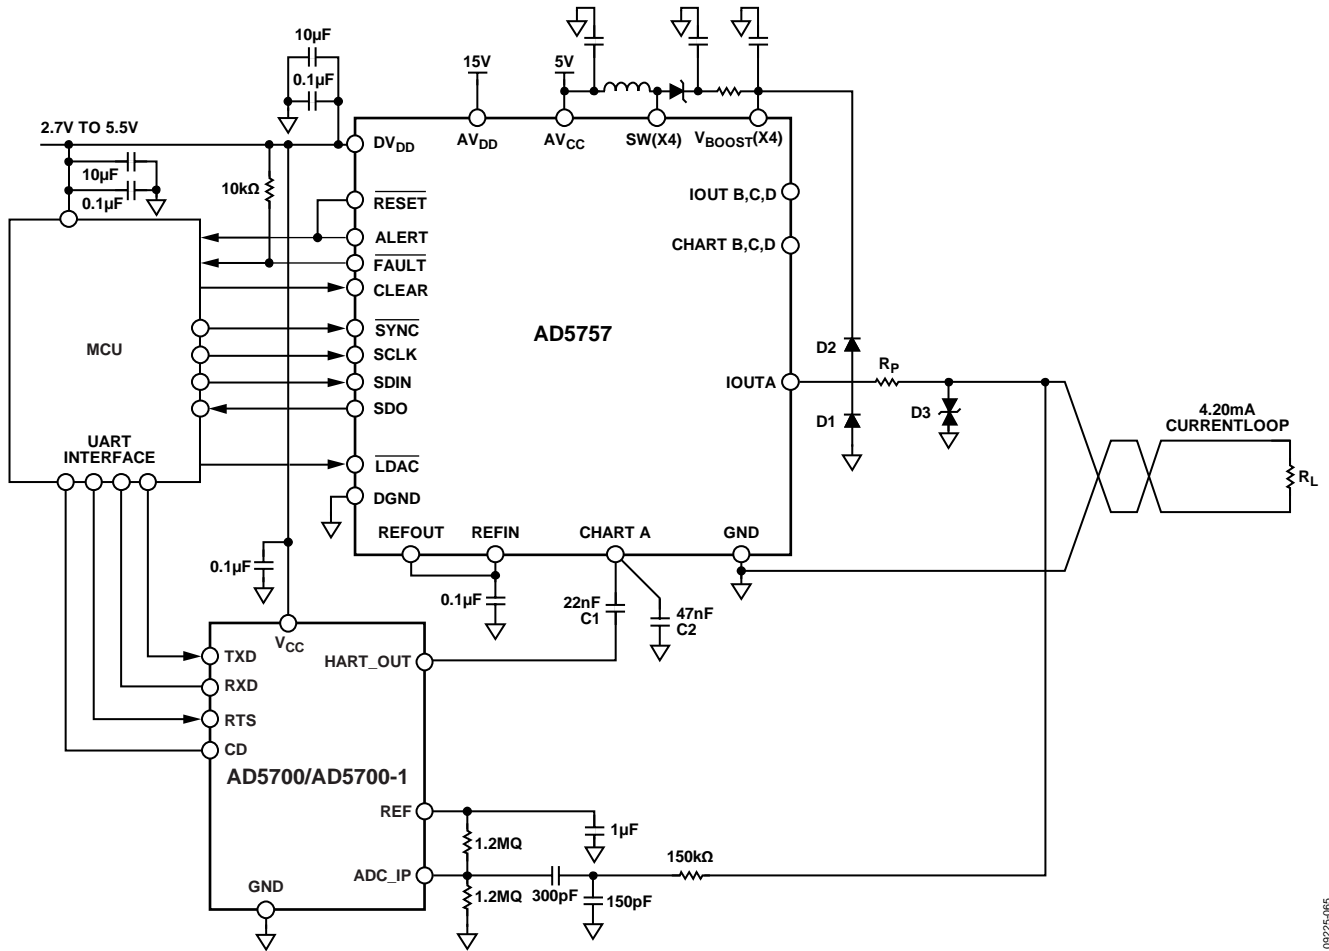 10µF
0.1µF
15V
5V
2.7V TO 5.5V
10µF
0.1µF
10kΩ
DVDD
AVDD
AVCC
SW(X4)
VBOOST(X4)
RESET
ALERT
FAULT
CLEAR
SYNC
SCLK
SDIN
SDO
LDAC
DGND
IOUT B,C,D
CHART B,C,D
AD5757
IOUTA
MCU
UART
INTERFACE
D2
RP
D1
D3
4.20mA
CURRENTLOOP
RL
REFOUT
REFIN
CHART A
GND
0.1µF
0.1µF
22nF
C1
47nF
C2
VCC
TXD
RXD
RTS
CD
HART_OUT
AD5700/AD5700-1
REF
ADC_IP
GND
1.2MQ
1.2MQ
1µF
300pF
150pF
150kΩ
09225-065